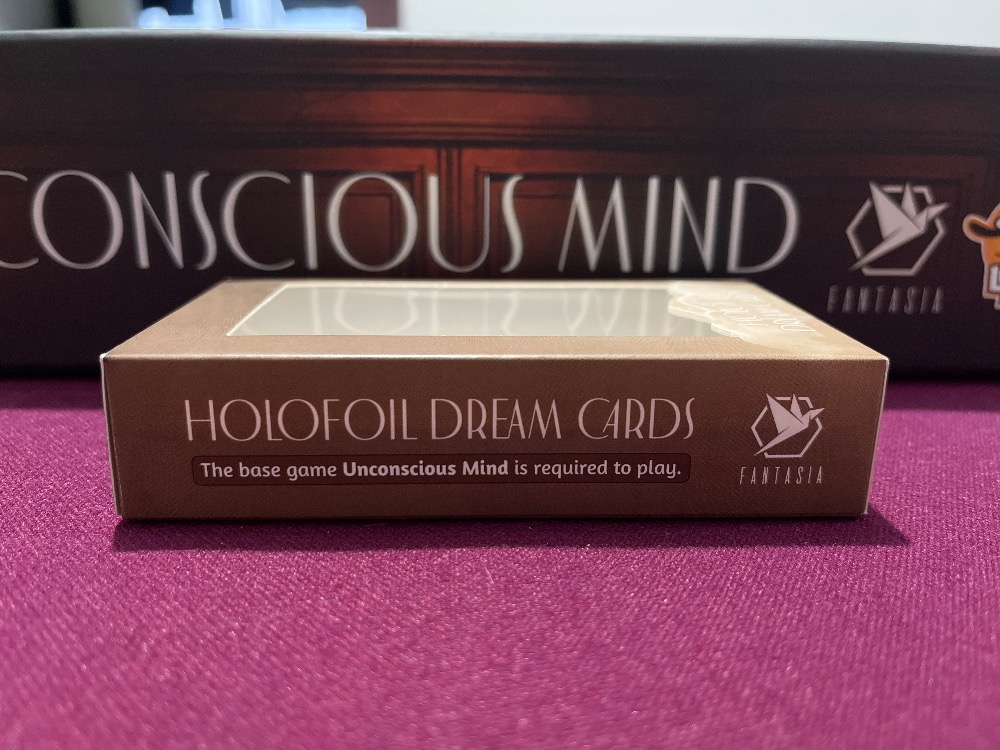 CONSCIOUS MIND
FANTASIA
HOLOFOIL DREAM CARDS
The base game Unconscious Mind is required to play.
FANTASIA